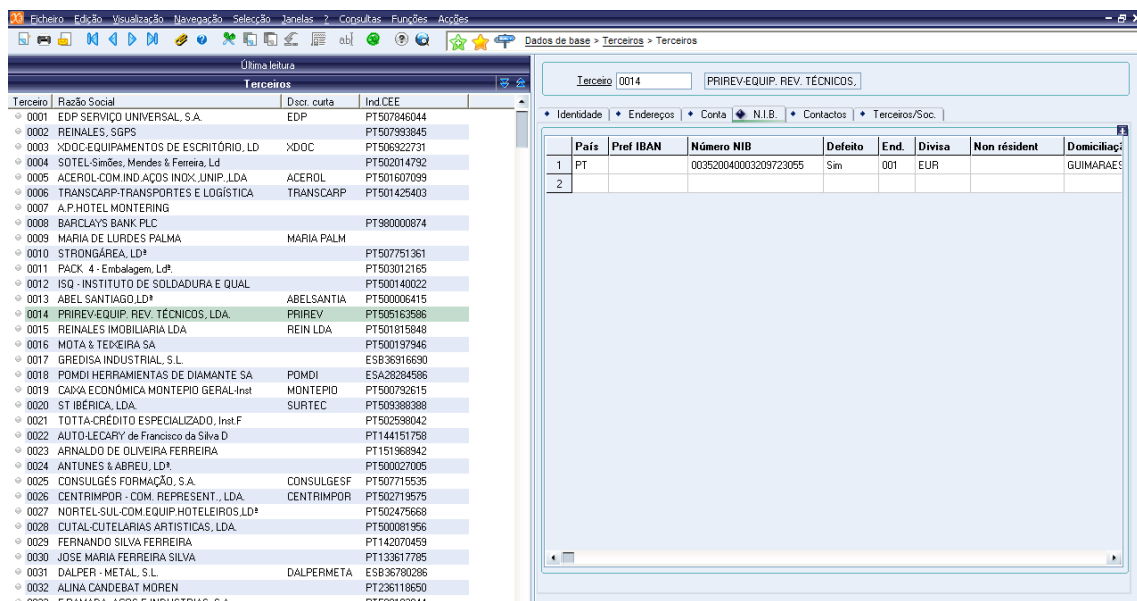 Ficheiro Edição Visualização Navegação Selecção Janelas ? Consultas Funções Acções
Dados de base > Terceiros > Terceiros
Última leitura
Terceiros
Terceiro Razão Social Dscr. curta Ind.CEE
0001 EDP SERVIÇO UNIVERSAL, S.A. EDP PT507846044
0002 REINALES, SGPS PT507993845
0003 XDOC-EQUIPAMENTOS DE ESCRITÓRIO, LD XDOC PT506922731
0004 SOTEL-Simões, Mendes & Ferreira, Ld PT502014792
0005 ACEROL-COM.IND.AÇOS INOX.,UNIP.,LDA ACEROL PT501607099
0006 TRANSCARP-TRANSPORTES E LOGÍSTICA TRANSCARP PT501425403
0007 A.P.HOTEL MONTERING
0008 BARCLAYS BANK PLC PT980000874
0009 MARIA DE LURDES PALMA MARIA PALM
0010 STRONGÁREA, LDª PT507751361
0011 PACK 4 - Embalagem, Ldª. PT503012165
0012 ISQ - INSTITUTO DE SOLDADURA E QUAL PT500140022
0013 ABEL SANTIAGO,LDª ABELSANTIA PT500006415
0014 PRIREV-EQUIP. REV. TÉCNICOS, LDA. PRIREV PT505163586
0015 REINALES IMOBILIARIA LDA REIN LDA PT501815848
0016 MOTA & TEIXEIRA SA PT500197946
0017 GREDISA INDUSTRIAL, S.L. ESB36916690
0018 POMDI HERRAMIENTAS DE DIAMANTE SA POMDI ESA28284586
0019 CAIXA ECONÓMICA MONTEPIO GERAL-Inst MONTEPIO PT500792615
0020 ST IBÉRICA, LDA. SURTEC PT509388388
0021 TOTTA-CRÉDITO ESPECIALIZADO, Inst.F PT502598042
0022 AUTO-LECARY de Francisco da Silva D PT144151758
0023 ARNALDO DE OLIVEIRA FERREIRA PT151968942
0024 ANTUNES & ABREU, LDª. PT500027005
0025 CONSULGÉS FORMAÇÃO, S.A. CONSULGESF PT507715535
0026 CENTRIMPOR - COM. REPRESENT., LDA. CENTRIMPOR PT502719575
0027 NORTEL-SUL-COM.EQUIP.HOTELEIROS,LDª PT502475668
0028 CUTAL-CUTELARIAS ARTISTICAS, LDA. PT500081956
0029 FERNANDO SILVA FERREIRA PT142070459
0030 JOSE MARIA FERREIRA SILVA PT133617785
0031 DALPER - METAL, S.L. DALPERMETA ESB36780286
0032 ALINA CANDEBAT MOREN PT236118650
Terceiro 0014 PRIREV-EQUIP. REV. TÉCNICOS,
Identidade Endereços Conta N.I.B. Contactos Terceiros/Soc.
País Pref IBAN Número NIB Defeito End. Divisa Non résident Domiciliaç
1 PT 003520040003209723055 Sim 001 EUR GUIMARAES
2